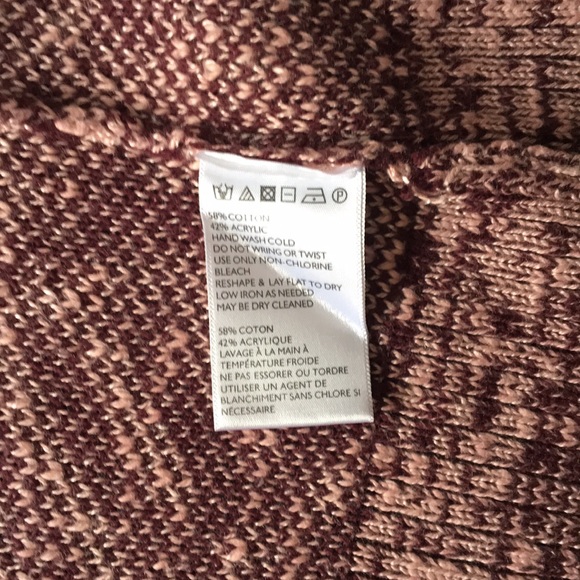 P
58% COTTON
42% ACRYLIC
HAND WASH COLD
DO NOT WRING OR TWIST
USE ONLY NON-CHLORINE
BLEACH
RESHAPE & LAY FLAT TO DRY
LOW IRON AS NEEDED
MAY BE DRY CLEANED
58% COTON
42% ACRYLIQUE
LAVAGE À LA MAIN À
TEMPÉRATURE FROIDE
NE PAS ESSORER OU TORDRE
UTILISER UN AGENT DE
BLANCHIMENT SANS CHLORE SI
NÉCESSAIRE